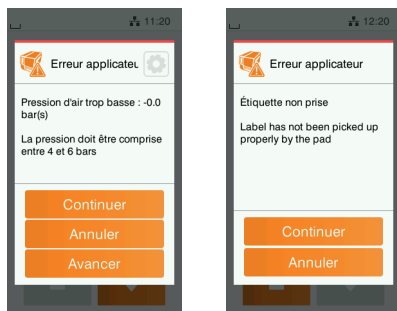 11:20
Erreur applicateu
Pression d'air trop basse : -0.0
bar(s)
La pression doit être comprise
entre 4 et 6 bars
Continuer
Annuler
Avancer
12:20
Erreur applicateur
Étiquette non prise
Label has not been picked up
properly by the pad
Continuer
Annuler